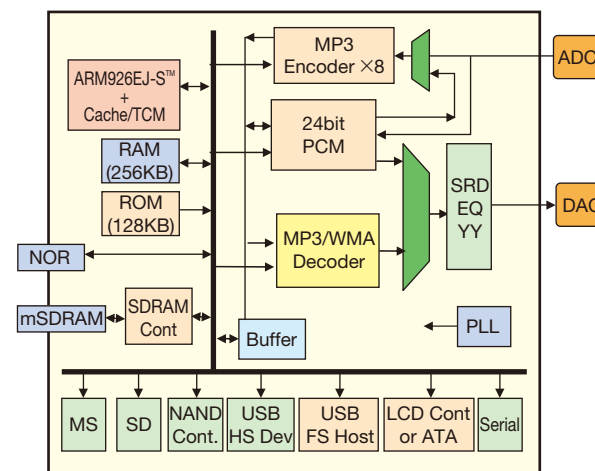 MP3
Encoder ×8
ADC
ARM926EJ-S™
+
Cache/TCM
24bit
PCM
RAM
(256KB)
SRD
EQ
YY
DAC
ROM
(128KB)
MP3/WMA
Decoder
NOR
mSDRAM
SDRAM
Cont
Buffer
PLL
MS
SD
NAND
Cont.
USB
HS Dev
USB
FS Host
LCD Cont
or ATA
Serial